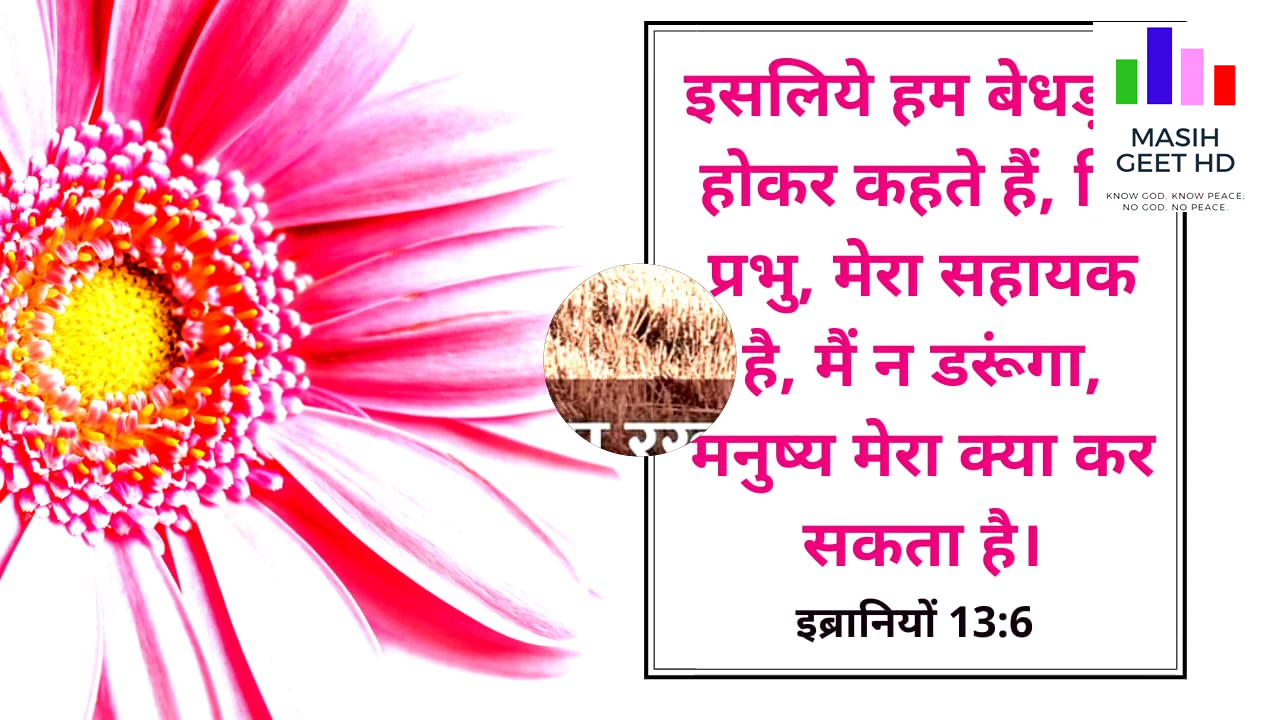 इसलिये हम
होकर कहते हैं,
प्रभु, मेरा सहायक
है, मैं न डरूंगा,
मनुष्य मेरा क्या कर
सकता है।
इब्रानियों 13:6
MASIH
GEET HD
KNOW GOD, KNOW PEACE;
NO GOD, NO PEACE.